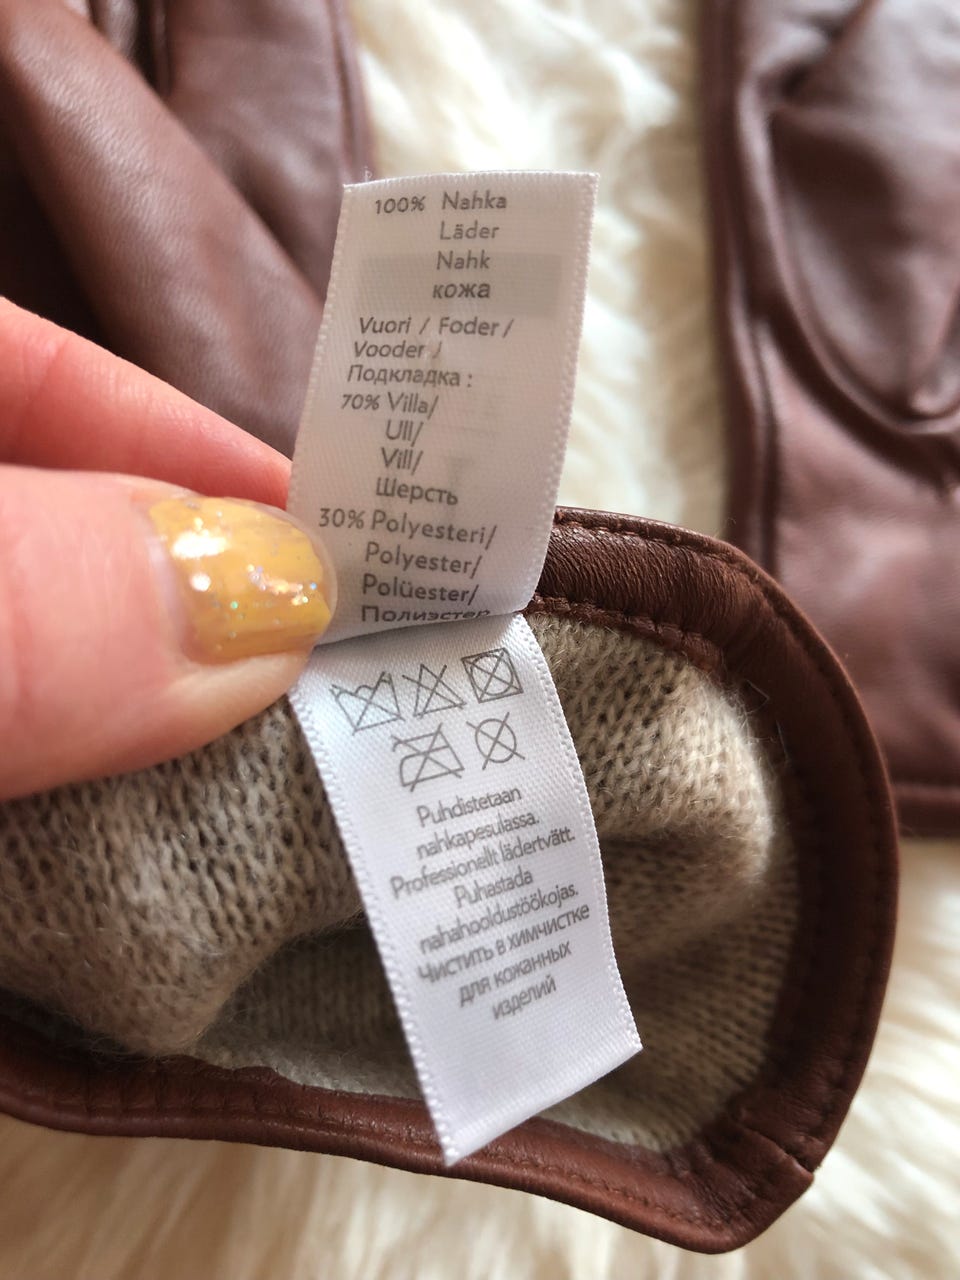 100% Nahka
Läder
Nahk
кожа
Vuori / Foder /
Vooder /
Подкладка :
70% Villa/
Ull/
Vill/
Шерсть
30% Polyesteri/
Polyester/
Polüester/
Полиэстер
Puhdistetaan
nahkapesulassa.
Professionellt lädertvätt.
Puhastada
nahahooldustöökojas.
Чистить в химчистке
для кожанных
изделий